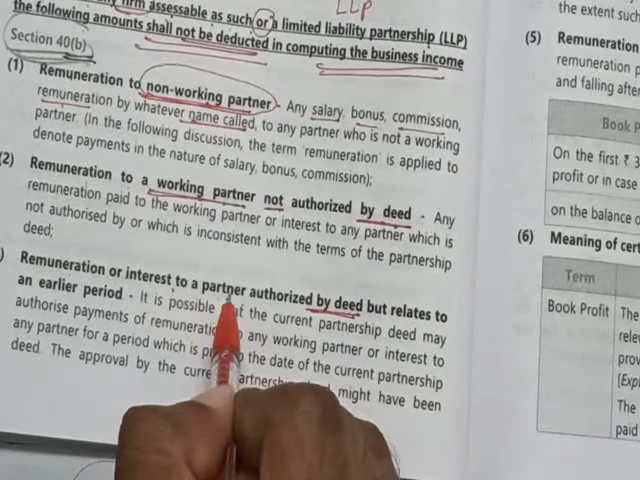 LLP
firm assessable as such or a limited liability partnership (LLP)
the following amounts shall not be deducted in computing the business income
Section 40(b)
(1) Remuneration to non-working partner - Any salary, bonus, commission,
remuneration by whatever name called, to any partner who is not a working
partner. (In the following discussion, the term 'remuneration' is applied to
denote payments in the nature of salary, bonus, commission);
(2) Remuneration to a working partner not authorized by deed - Any
remuneration paid to the working partner or interest to any partner which is
not authorised by or which is inconsistent with the terms of the partnership
deed;
) Remuneration or interest to a partner authorized by deed but relates to
an earlier period - It is possible the current partnership deed may
authorise payments of remuneratio any working partner or interest to
any partner for a period which is the date of the current partnership
deed. The approval by the curre artnership might have been
the extent such
(5) Remuneration
remuneration p
and falling after
Book P
On the first ₹ 3
profit or in case
on the balance o
(6) Meaning of cert
Term
Book Profit The
rele
prov
[Exp
The
paid